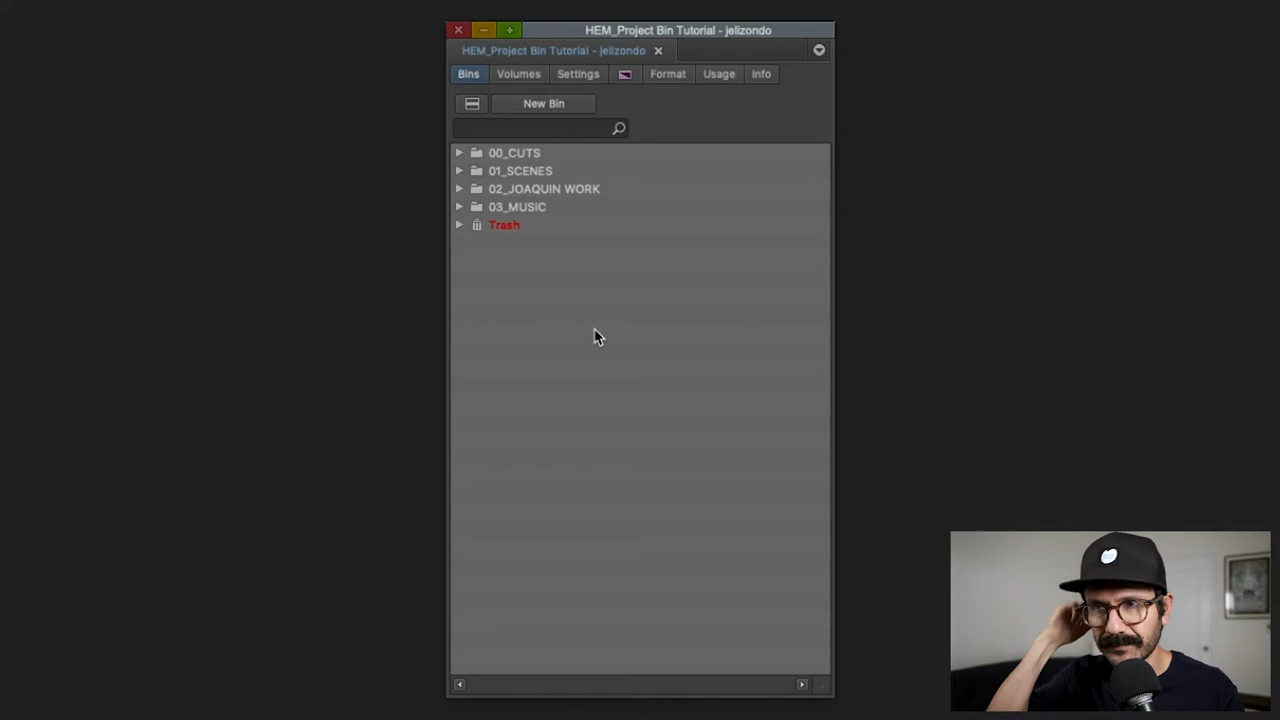 HEM_Project Bin Tutorial - jelizondo
HEM_Project Bin Tutorial - jelizondo
Bins Volumes Settings Format Usage Info
New Bin
00_CUTS
01_SCENES
02_JOAQUIN WORK
03_MUSIC
Trash